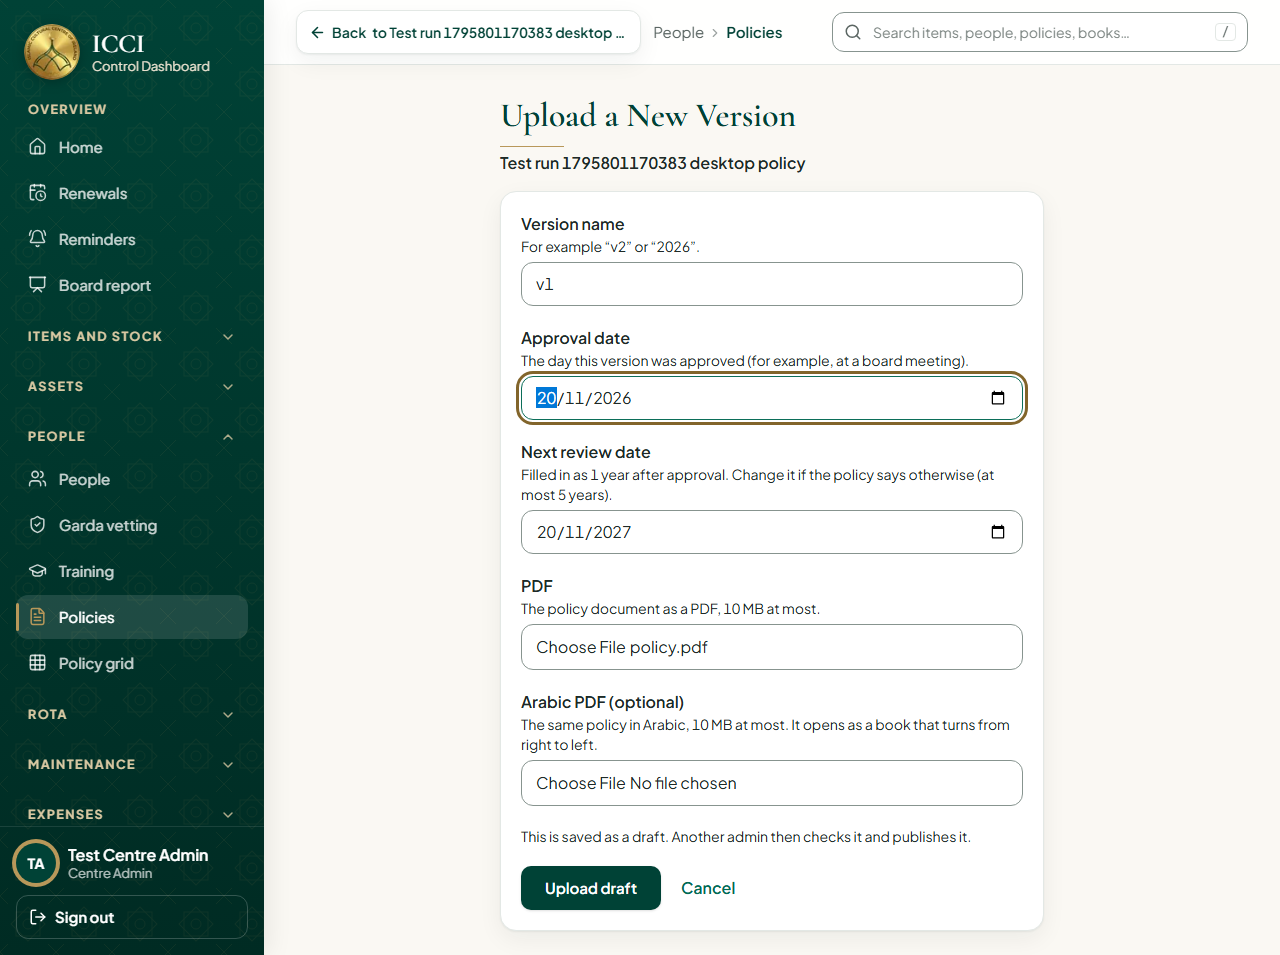 ICCI
Control Dashboard
OVERVIEW
Home
Renewals
Reminders
Board report
ITEMS AND STOCK
ASSETS
PEOPLE
People
Garda vetting
Training
Policies
Policy grid
ROTA
MAINTENANCE
EXPENSES
TA
Test Centre Admin
Centre Admin
Sign out
Back to Test run 1795801170383 desktop ...
People > Policies
Search items, people, policies, books... /
Upload a New Version
Test run 1795801170383 desktop policy
Version name
For example “v2” or “2026”.
v1
Approval date
The day this version was approved (for example, at a board meeting).
20/11/2026
Next review date
Filled in as 1 year after approval. Change it if the policy says otherwise (at
most 5 years).
20/11/2027
PDF
The policy document as a PDF, 10 MB at most.
Choose File policy.pdf
Arabic PDF (optional)
The same policy in Arabic, 10 MB at most. It opens as a book that turns from
right to left.
Choose File No file chosen
This is saved as a draft. Another admin then checks it and publishes it.
Upload draft
Cancel